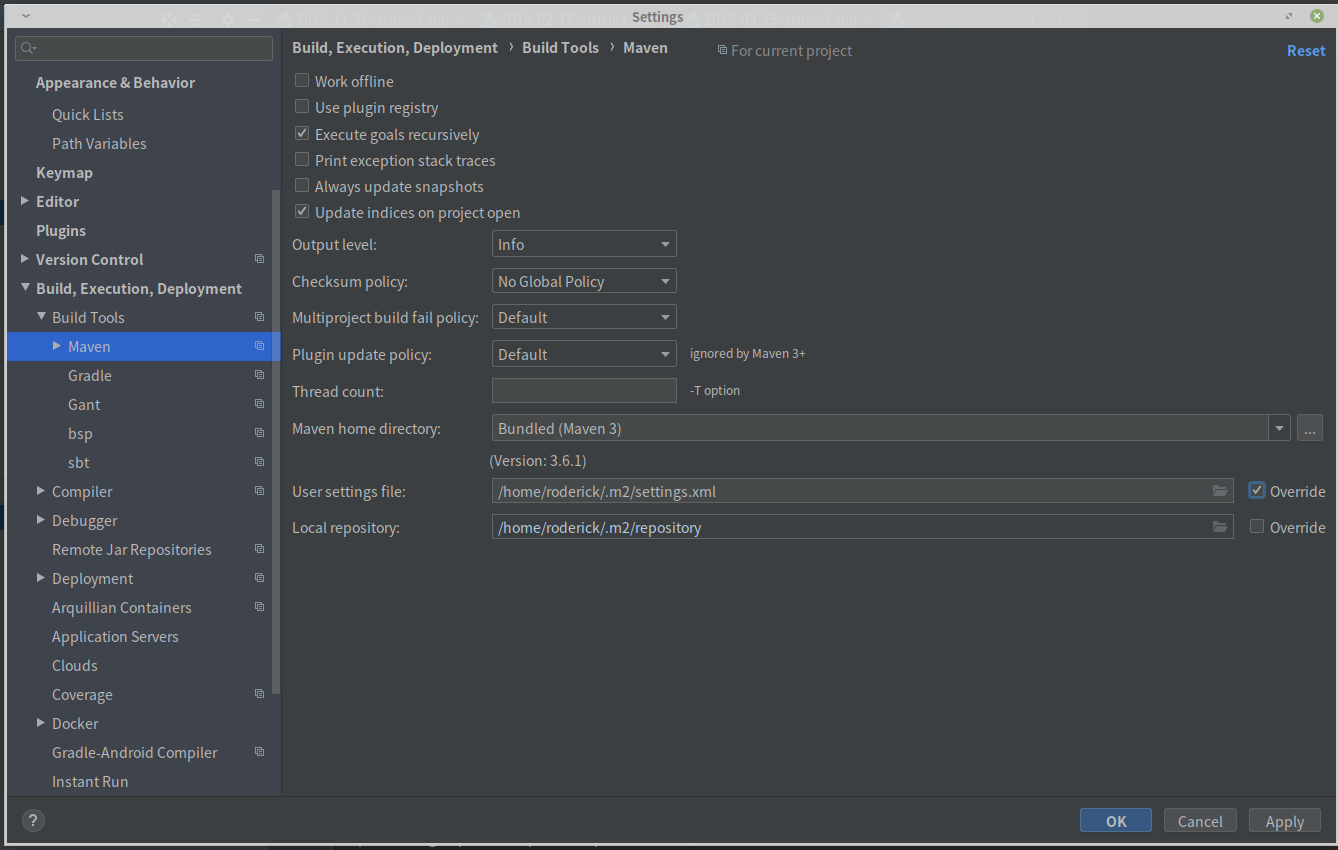 Settings
Appearance & Behavior
Quick Lists
Path Variables
Keymap
Editor
Plugins
Version Control
Build, Execution, Deployment
Build Tools
Maven
Gradle
Gant
bsp
sbt
Compiler
Debugger
Remote Jar Repositories
Deployment
Arquillian Containers
Application Servers
Clouds
Coverage
Docker
Gradle-Android Compiler
Instant Run
Build, Execution, Deployment › Build Tools › Maven For current project Reset
Work offline
Use plugin registry
Execute goals recursively
Print exception stack traces
Always update snapshots
Update indices on project open
Output level: Info
Checksum policy: No Global Policy
Multiproject build fail policy: Default
Plugin update policy: Default ignored by Maven 3+
Thread count: -T option
Maven home directory: Bundled (Maven 3) ...
(Version: 3.6.1)
User settings file: /home/roderick/.m2/settings.xml Override
Local repository: /home/roderick/.m2/repository Override
? OK Cancel Apply